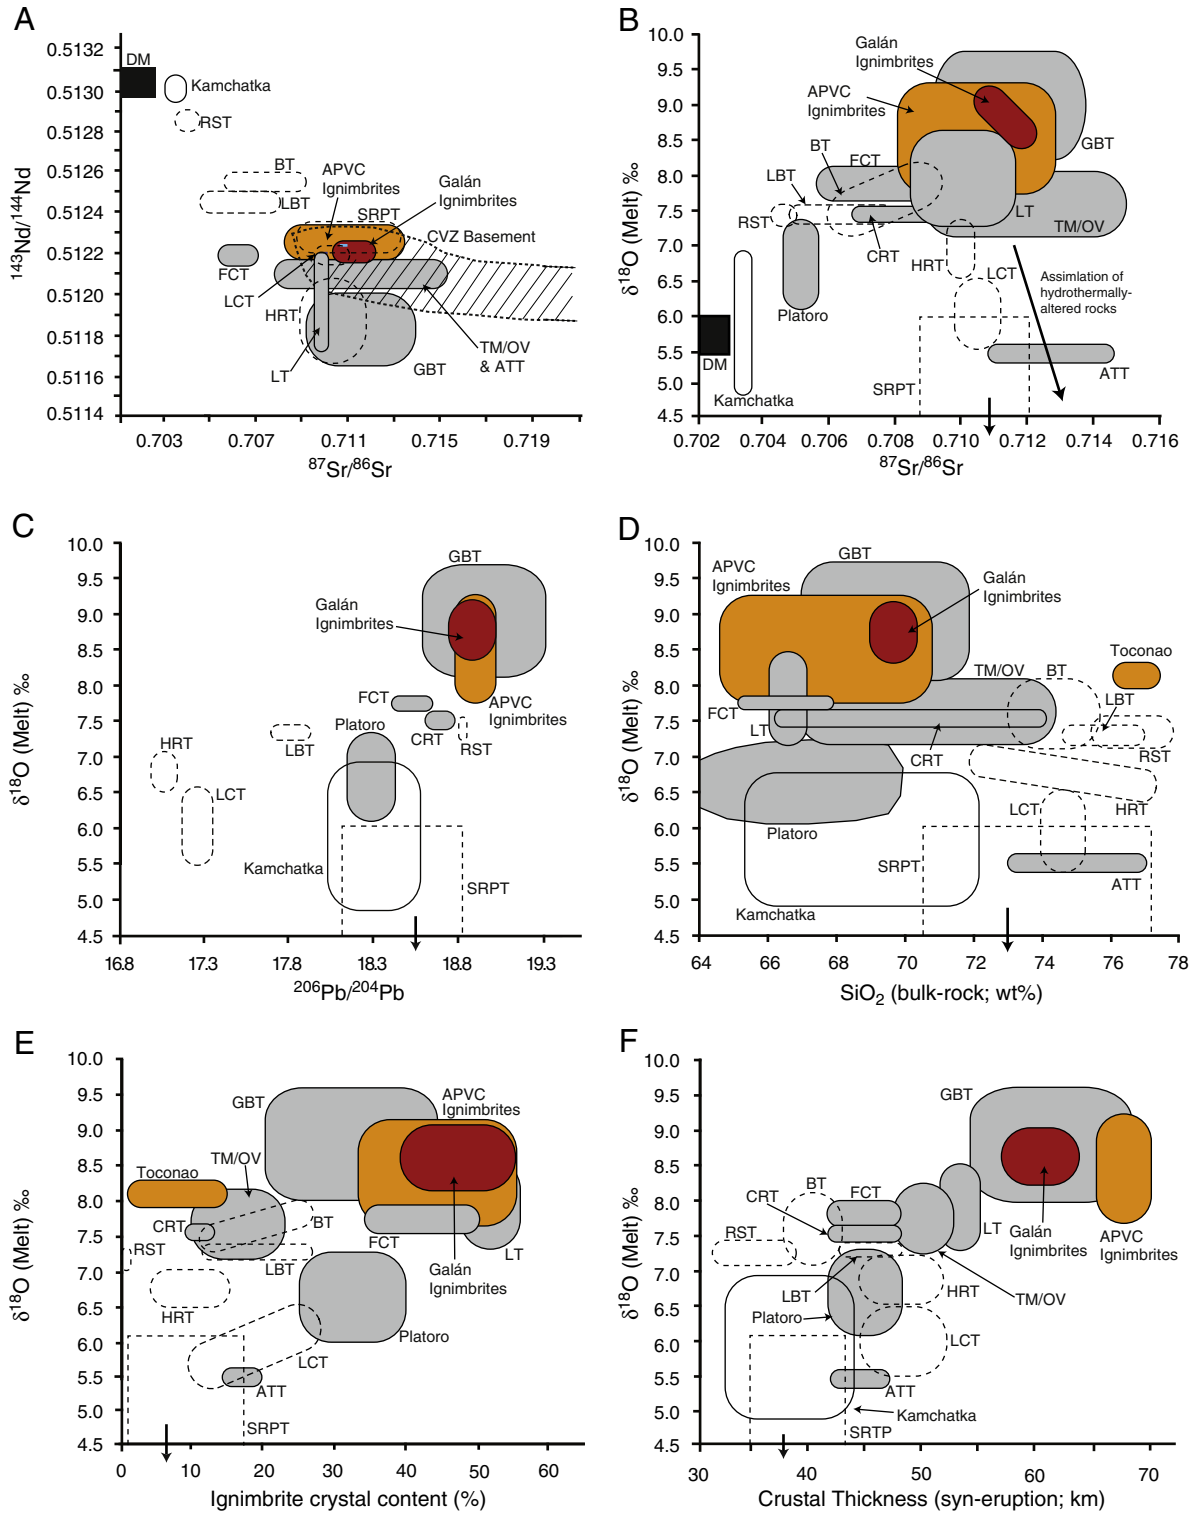 A
0.5132
0.5130
0.5128
0.5126
0.5124
0.5122
0.5120
0.5118
0.5116
0.5114
143Nd/144Nd
DM
Kamchatka
RST
BT
LBT
APVC
Ignimbrites
Galán
Ignimbrites
SRPT
CVZ Basement
FCT
LCT
HRT
LT
GBT
TM/OV
& ATT
0.703
0.707
0.711
0.715
0.719
87Sr/86Sr
B
10.0
9.5
9.0
8.5
8.0
7.5
7.0
6.5
6.0
5.5
5.0
4.5
δ18O (Melt) ‰
Galán
Ignimbrites
APVC
Ignimbrites
GBT
BT
FCT
LBT
RST
CRT
LT
TM/OV
HRT
LCT
Platoro
Assimlation of
hydrothermally-
altered rocks
DM
Kamchatka
SRPT
ATT
0.702
0.704
0.706
0.708
0.710
0.712
0.714
0.716
87Sr/86Sr
C
10.0
9.5
9.0
8.5
8.0
7.5
7.0
6.5
6.0
5.5
5.0
4.5
δ18O (Melt) ‰
GBT
Galán
Ignimbrites
APVC
Ignimbrites
FCT
CRT
RST
Platoro
LBT
HRT
LCT
Kamchatka
SRPT
16.8
17.3
17.8
18.3
18.8
19.3
206Pb/204Pb
D
10.0
9.5
9.0
8.5
8.0
7.5
7.0
6.5
6.0
5.5
5.0
4.5
δ18O (Melt) ‰
APVC
Ignimbrites
GBT
Galán
Ignimbrites
Toconao
TM/OV
BT
LBT
FCT
LT
CRT
RST
Platoro
LCT
HRT
SRPT
ATT
Kamchatka
64
66
68
70
72
74
76
78
SiO2 (bulk-rock; wt%)
E
10.0
9.5
9.0
8.5
8.0
7.5
7.0
6.5
6.0
5.5
5.0
4.5
δ18O (Melt) ‰
GBT
APVC
Ignimbrites
Toconao
TM/OV
CRT
BT
RST
LBT
FCT
LT
Galán
Ignimbrites
HRT
Platoro
LCT
ATT
SRPT
0
10
20
30
40
50
60
Ignimbrite crystal content (%)
F
10.0
9.5
9.0
8.5
8.0
7.5
7.0
6.5
6.0
5.5
5.0
4.5
δ18O (Melt) ‰
GBT
BT
CRT
FCT
RST
LT
Galán
Ignimbrites
APVC
Ignimbrites
HRT
LBT
TM/OV
Platoro
LCT
ATT
Kamchatka
SRTP
30
40
50
60
70
Crustal Thickness (syn-eruption; km)